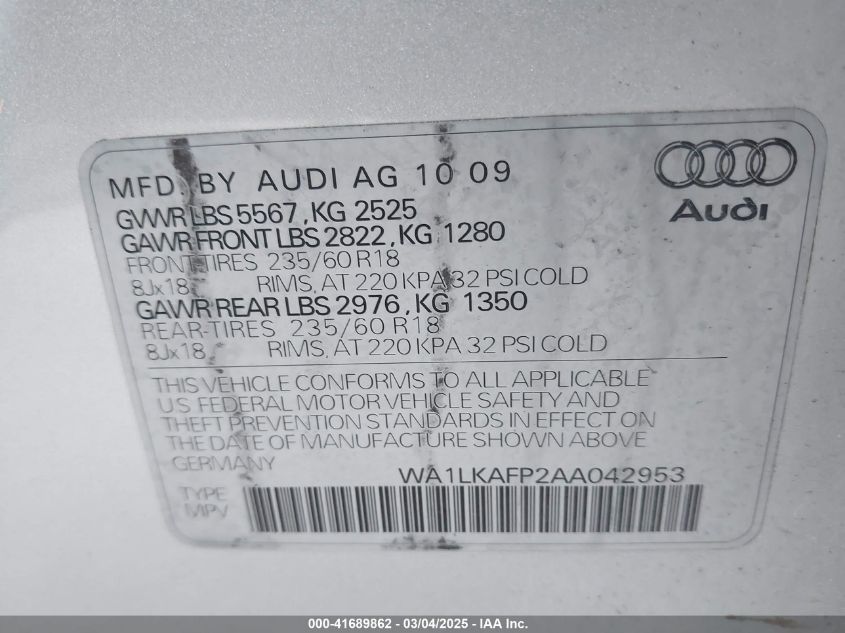 MFD. BY AUDI AG 10 09
Audi
GVWR LBS 5567, KG 2525
GAWR FRONT LBS 2822, KG 1280
FRONT-TIRES 235/60 R18
8Jx18 RIMS, AT 220 KPA 32 PSI COLD
GAWR REAR LBS 2976, KG 1350
REAR-TIRES 235/60 R18
8Jx18 RIMS, AT 220 KPA 32 PSI COLD
THIS VEHICLE CONFORMS TO ALL APPLICABLE
US FEDERAL MOTOR VEHICLE SAFETY AND
THEFT PREVENTION STANDARDS IN EFFECT ON
THE DATE OF MANUFACTURE SHOWN ABOVE
GERMANY
WA1LKAFP2AA042953
TYPE
MPV
000-41689862 - 03/04/2025 - IAA Inc.